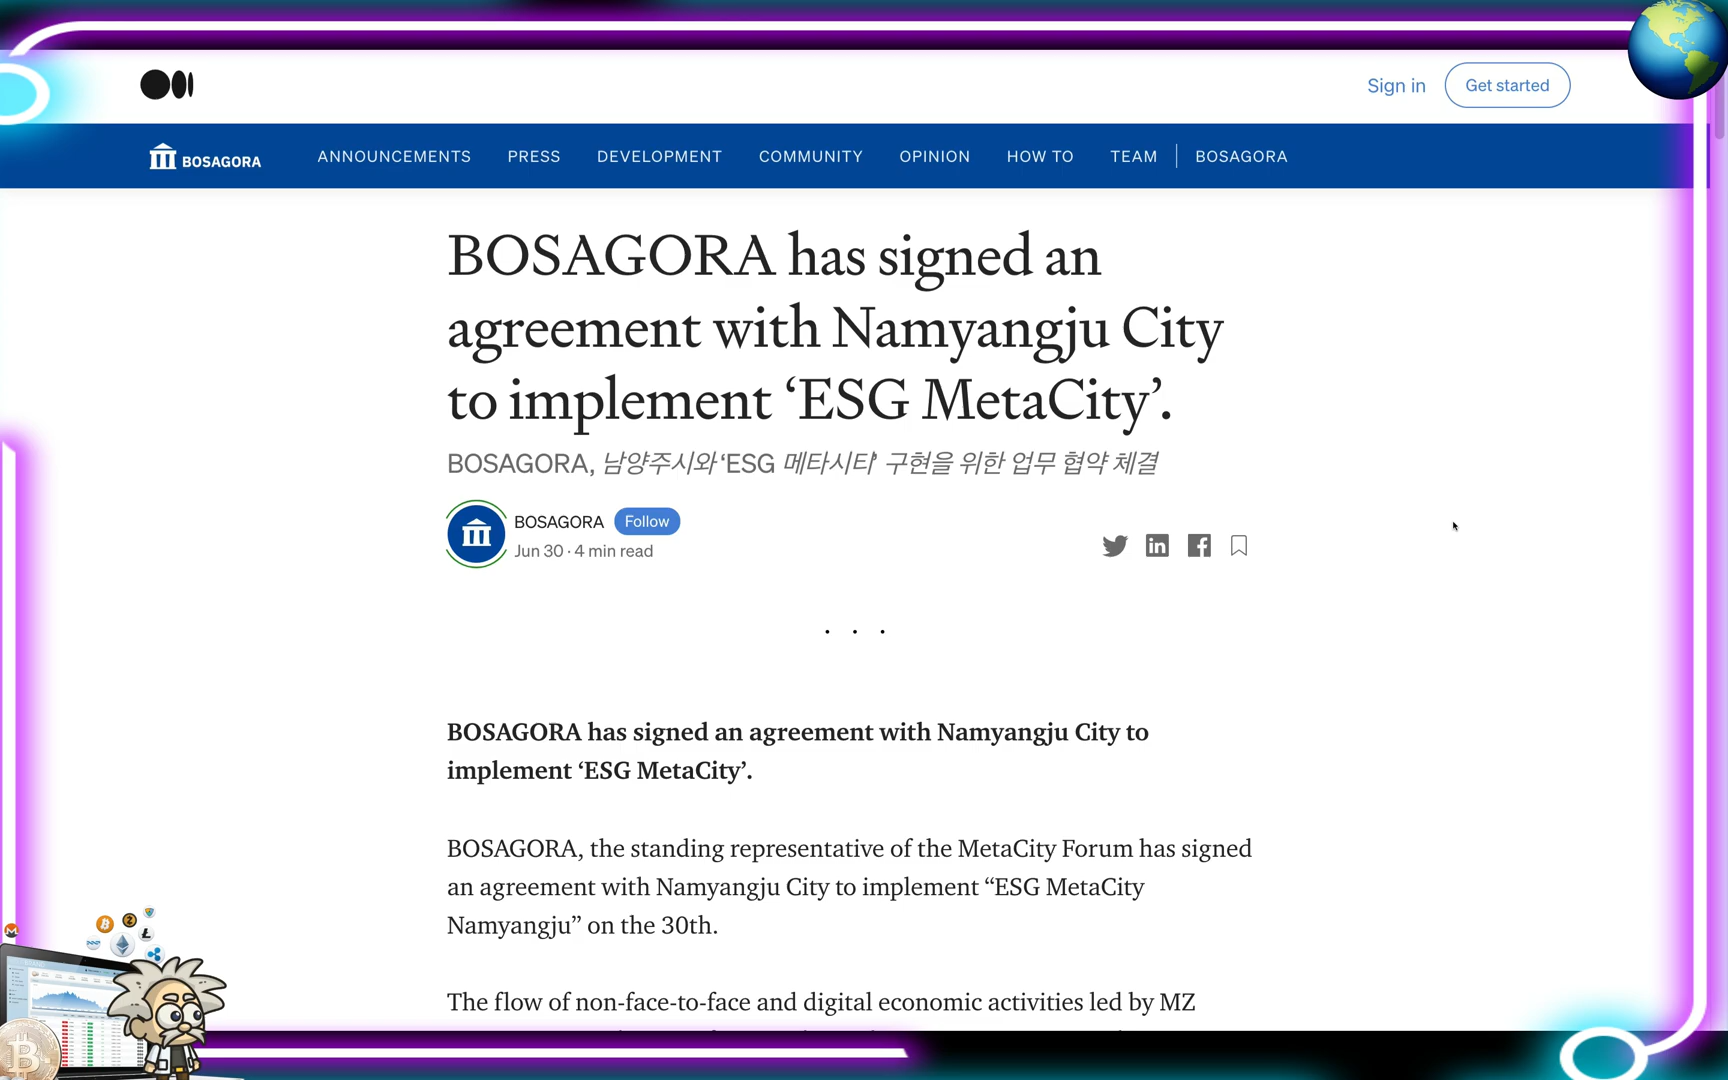 Sign in
Get started
BOSAGORA
ANNOUNCEMENTS
PRESS
DEVELOPMENT
COMMUNITY
OPINION
HOW TO
TEAM
BOSAGORA
BOSAGORA has signed an
agreement with Namyangju City
to implement ‘ESG MetaCity’.
BOSAGORA, 남양주시와 ‘ESG 메타시티’ 구현을 위한 업무 협약 체결
BOSAGORA
Follow
Jun 30 · 4 min read
. . .
BOSAGORA has signed an agreement with Namyangju City to
implement ‘ESG MetaCity’.
BOSAGORA, the standing representative of the MetaCity Forum has signed
an agreement with Namyangju City to implement “ESG MetaCity
Namyangju” on the 30th.
The flow of non-face-to-face and digital economic activities led by MZ